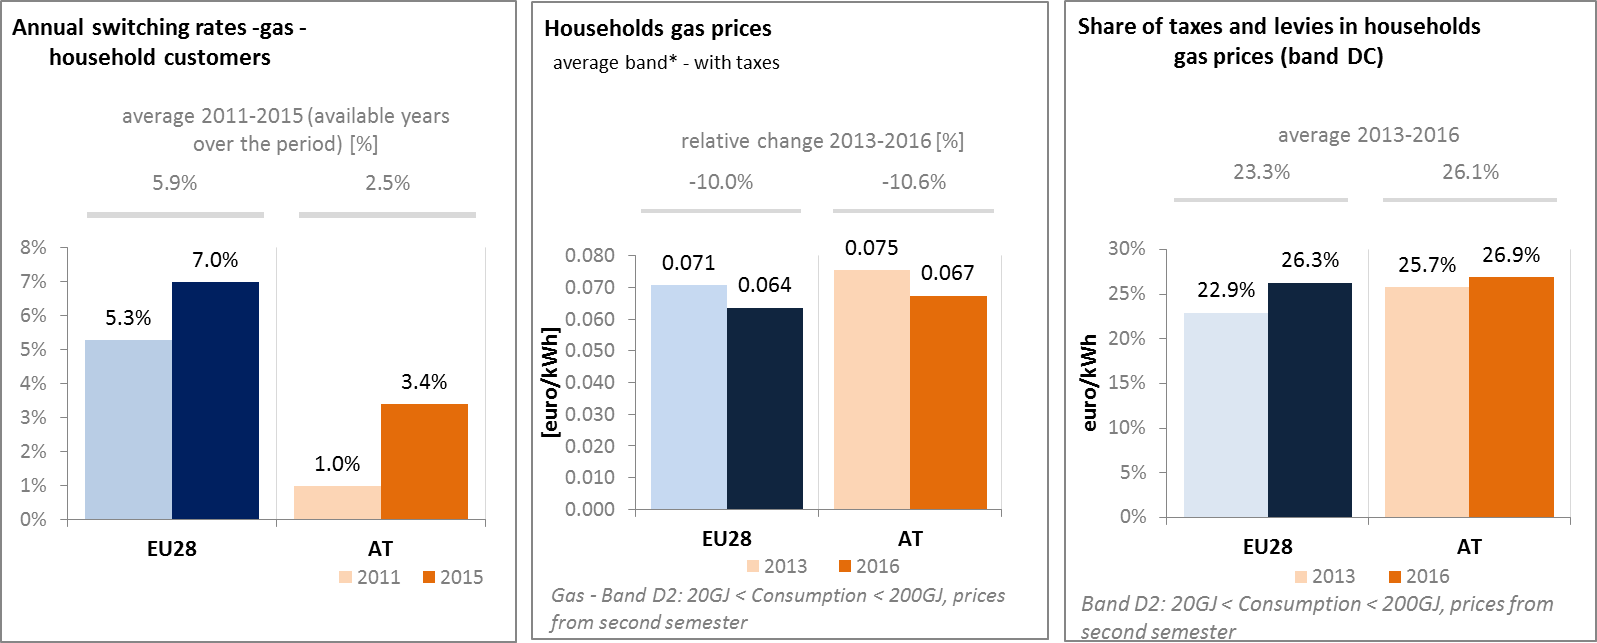 Annual switching rates -gas -
household customers
average 2011-2015 (available years
over the period) [%]
5.9% 2.5%
8%
7%
6%
5%
4%
3%
2%
1%
0%
5.3%
7.0%
1.0%
3.4%
EU28 AT
2011 2015
Households gas prices
average band* - with taxes
relative change 2013-2016 [%]
-10.0% -10.6%
[euro/kWh]
0.080
0.070
0.060
0.050
0.040
0.030
0.020
0.010
0.000
0.071
0.064
0.075
0.067
EU28 AT
2013 2016
Gas - Band D2: 20GJ < Consumption < 200GJ, prices
from second semester
Share of taxes and levies in households
gas prices (band DC)
average 2013-2016
23.3% 26.1%
euro/kWh
30%
25%
20%
15%
10%
5%
0%
22.9%
26.3%
25.7%
26.9%
EU28 AT
2013 2016
Band D2: 20GJ < Consumption < 200GJ, prices from
second semester